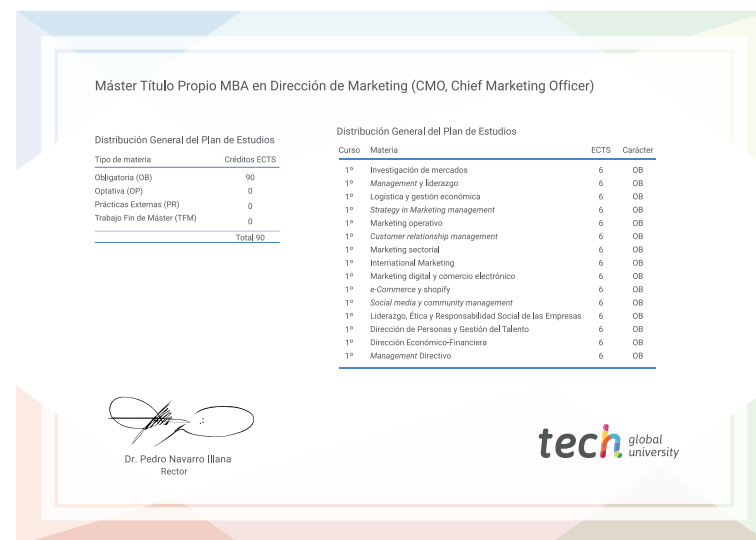 Máster Título Propio MBA en Dirección de Marketing (CMO, Chief Marketing Officer)
Distribución General del Plan de Estudios
Tipo de materia Créditos ECTS
Obligatoria (OB) 90
Optativa (OP) 0
Prácticas Externas (PR) 0
Trabajo Fin de Máster (TFM) 0
Total 90
Distribución General del Plan de Estudios
Curso Materia ECTS Carácter
1º Investigación de mercados 6 OB
1º Management y liderazgo 6 OB
1º Logística y gestión económica 6 OB
1º Strategy in Marketing management 6 OB
1º Marketing operativo 6 OB
1º Customer relationship management 6 OB
1º Marketing sectorial 6 OB
1º International Marketing 6 OB
1º Marketing digital y comercio electrónico 6 OB
1º e-Commerce y shopify 6 OB
1º Social media y community management 6 OB
1º Liderazgo, Ética y Responsabilidad Social de las Empresas 6 OB
1º Dirección de Personas y Gestión del Talento 6 OB
1º Dirección Económico-Financiera 6 OB
1º Management Directivo 6 OB
Dr. Pedro Navarro Illana
Rector
tech global
university